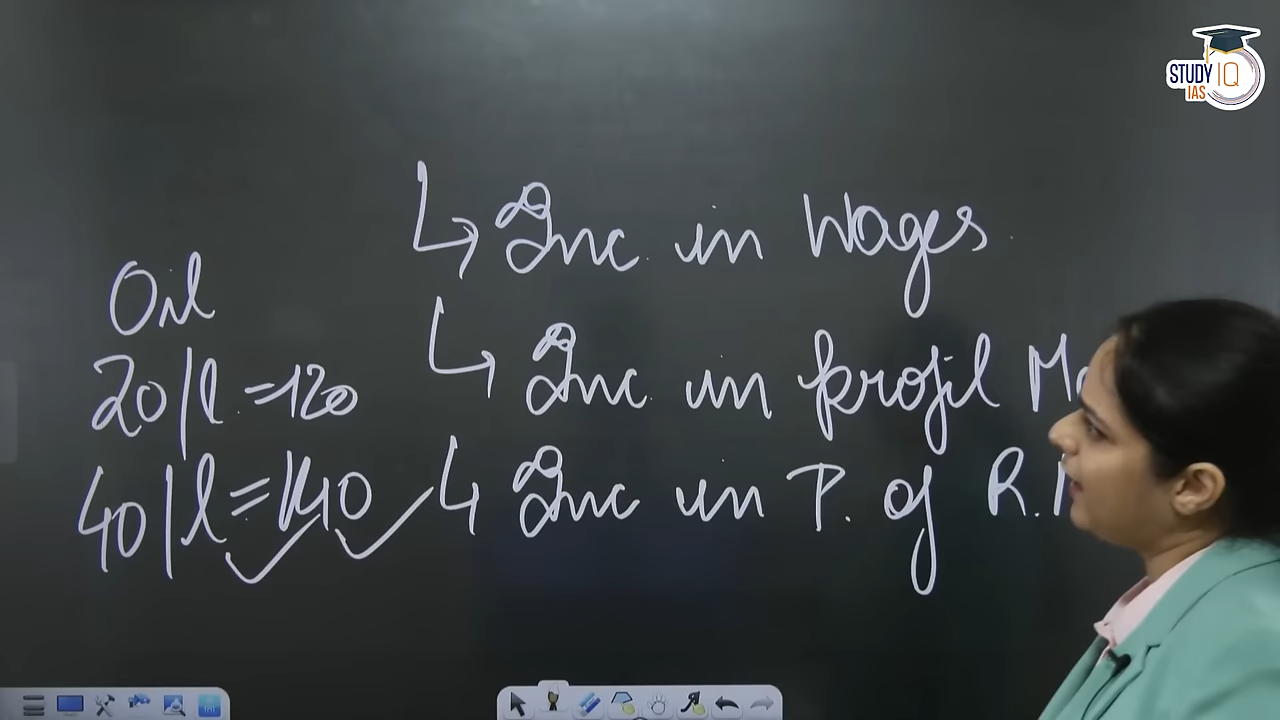 STUDY IQ
IAS
Inc in Wages
Inc in profit
Inc in P. of R.
Oil
20/l = 120
40/l = 140